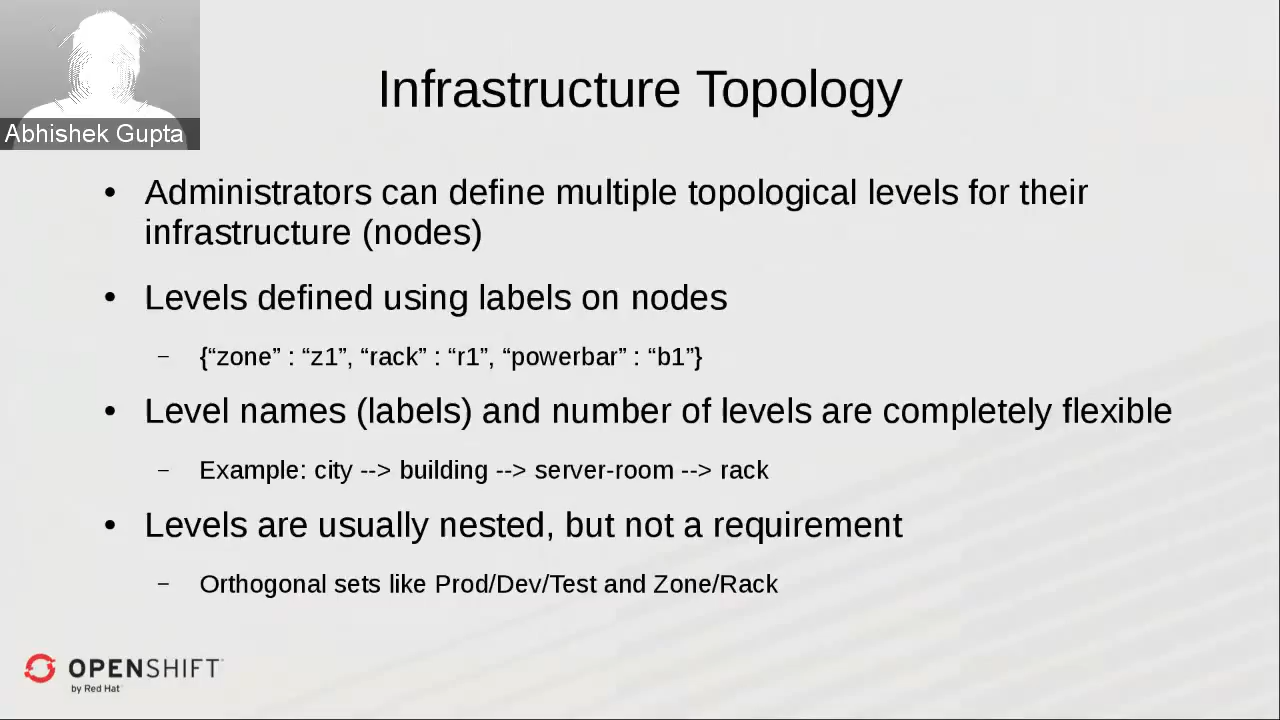 Abhishek Gupta
Infrastructure Topology
• Administrators can define multiple topological levels for their
infrastructure (nodes)
• Levels defined using labels on nodes
– {“zone” : “z1”, “rack” : “r1”, “powerbar” : “b1”}
• Level names (labels) and number of levels are completely flexible
– Example: city --> building --> server-room --> rack
• Levels are usually nested, but not a requirement
– Orthogonal sets like Prod/Dev/Test and Zone/Rack
OPENSHIFT
by Red Hat